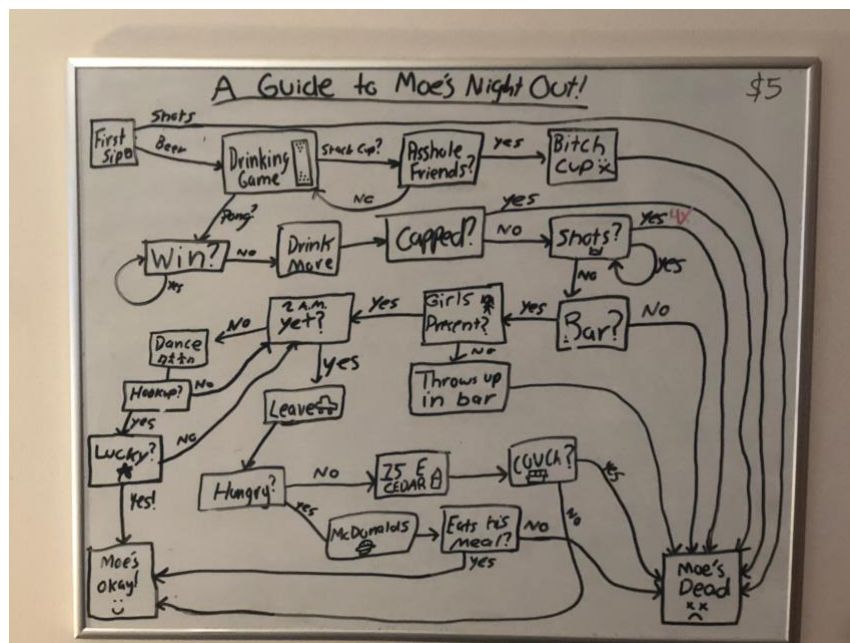 A Guide to Moe's Night Out!
$5
Shots
First
Sip
Beer
Drinking
Game
Stack Cup?
Asshole
Friends?
yes
Bitch
Cup
NO
Pong?
Win?
yes
NO
Drink
More
Capped?
yes
NO
Shots?
yes 4x
yes
NO
Bar?
NO
yes
Girls
Present?
yes
NO
Throws up
in bar
2 A.M.
yet?
NO
yes
Dance
Hookup?
NO
yes
Lucky?
NO
Yes!
Leave
Hungry?
NO
yes
25 E
CEDAR
COUCH?
yes
NO
McDonalds
Eats his
meal?
NO
yes
Moe's
Okay!
Moe's
Dead